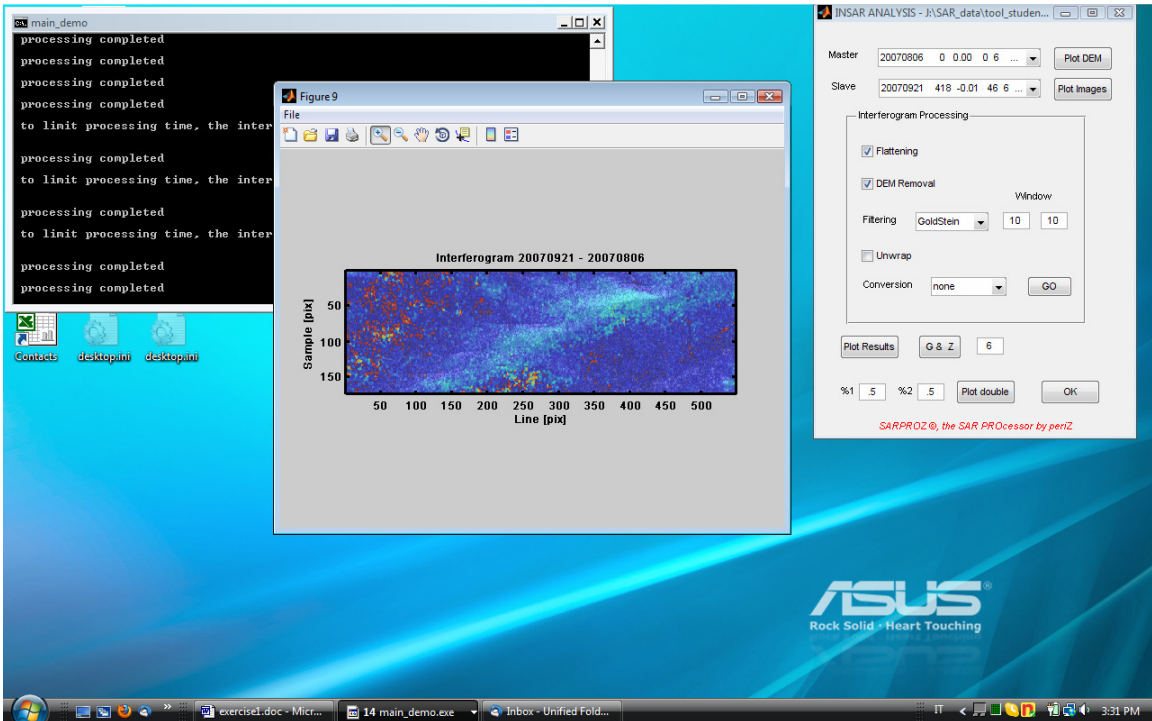 main_demo
processing completed
processing completed
processing completed
processing completed
to limit processing time, the inter
processing completed
to limit processing time, the inter
processing completed
to limit processing time, the inter
processing completed
processing completed
Contacts desktop.ini desktop.ini
Figure 9
File
Interferogram 20070921 - 20070806
Sample [pix]
50
100
150
50 100 150 200 250 300 350 400 450 500
Line [pix]
INSAR ANALYSIS - J:\SAR_data\tool_studen...
Master 20070806 0 0.00 0 6 ... Plot DEM
Slave 20070921 418 -0.01 46 6 ... Plot Images
Interferogram Processing
Flattening
DEM Removal
Window
Filtering GoldStein 10 10
Unwrap
Conversion none GO
Plot Results G & Z 6
%1 .5 %2 .5 Plot double OK
SARPROZ ©, the SAR PROcessor by periZ
ASUS®
Rock Solid · Heart Touching
exercise1.doc - Micr... 14 main_demo.exe Inbox - Unified Fold... IT 3:31 PM